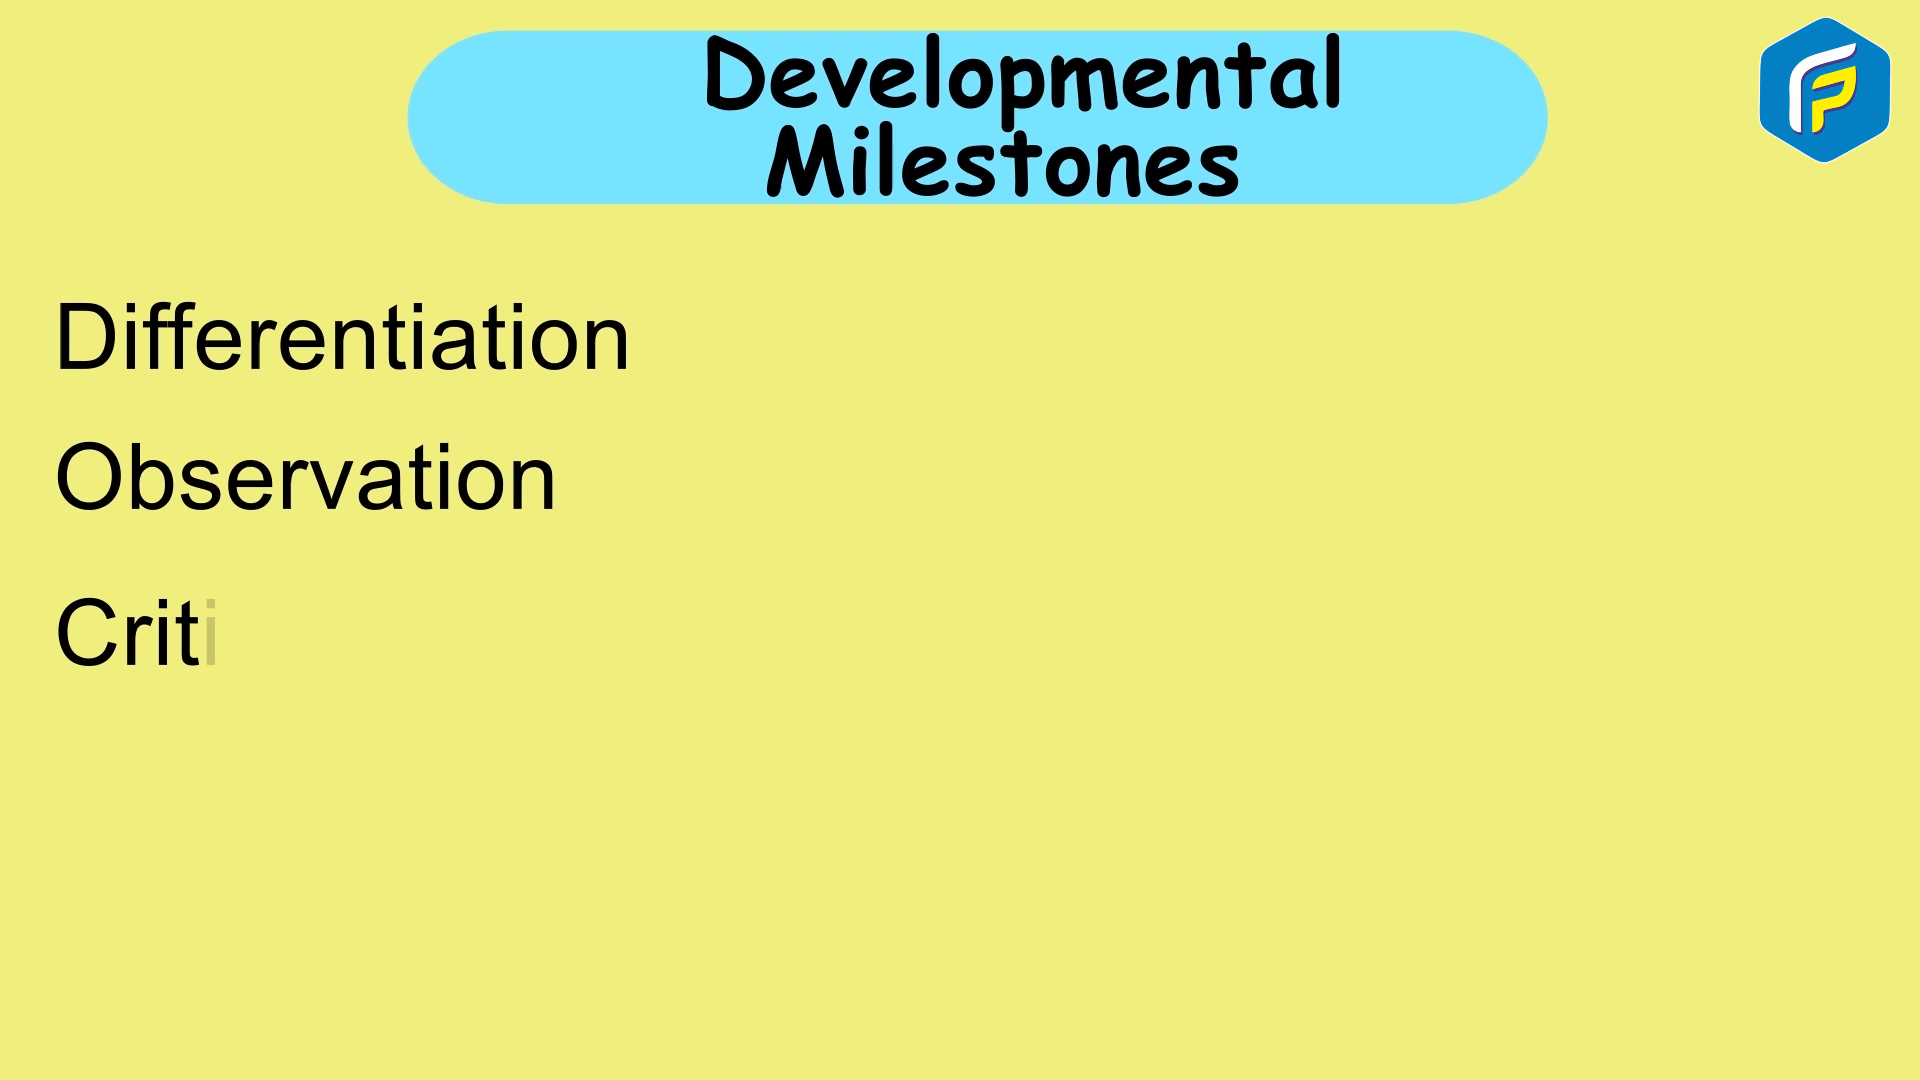 Developmental
Milestones
Differentiation
Observation
Criti